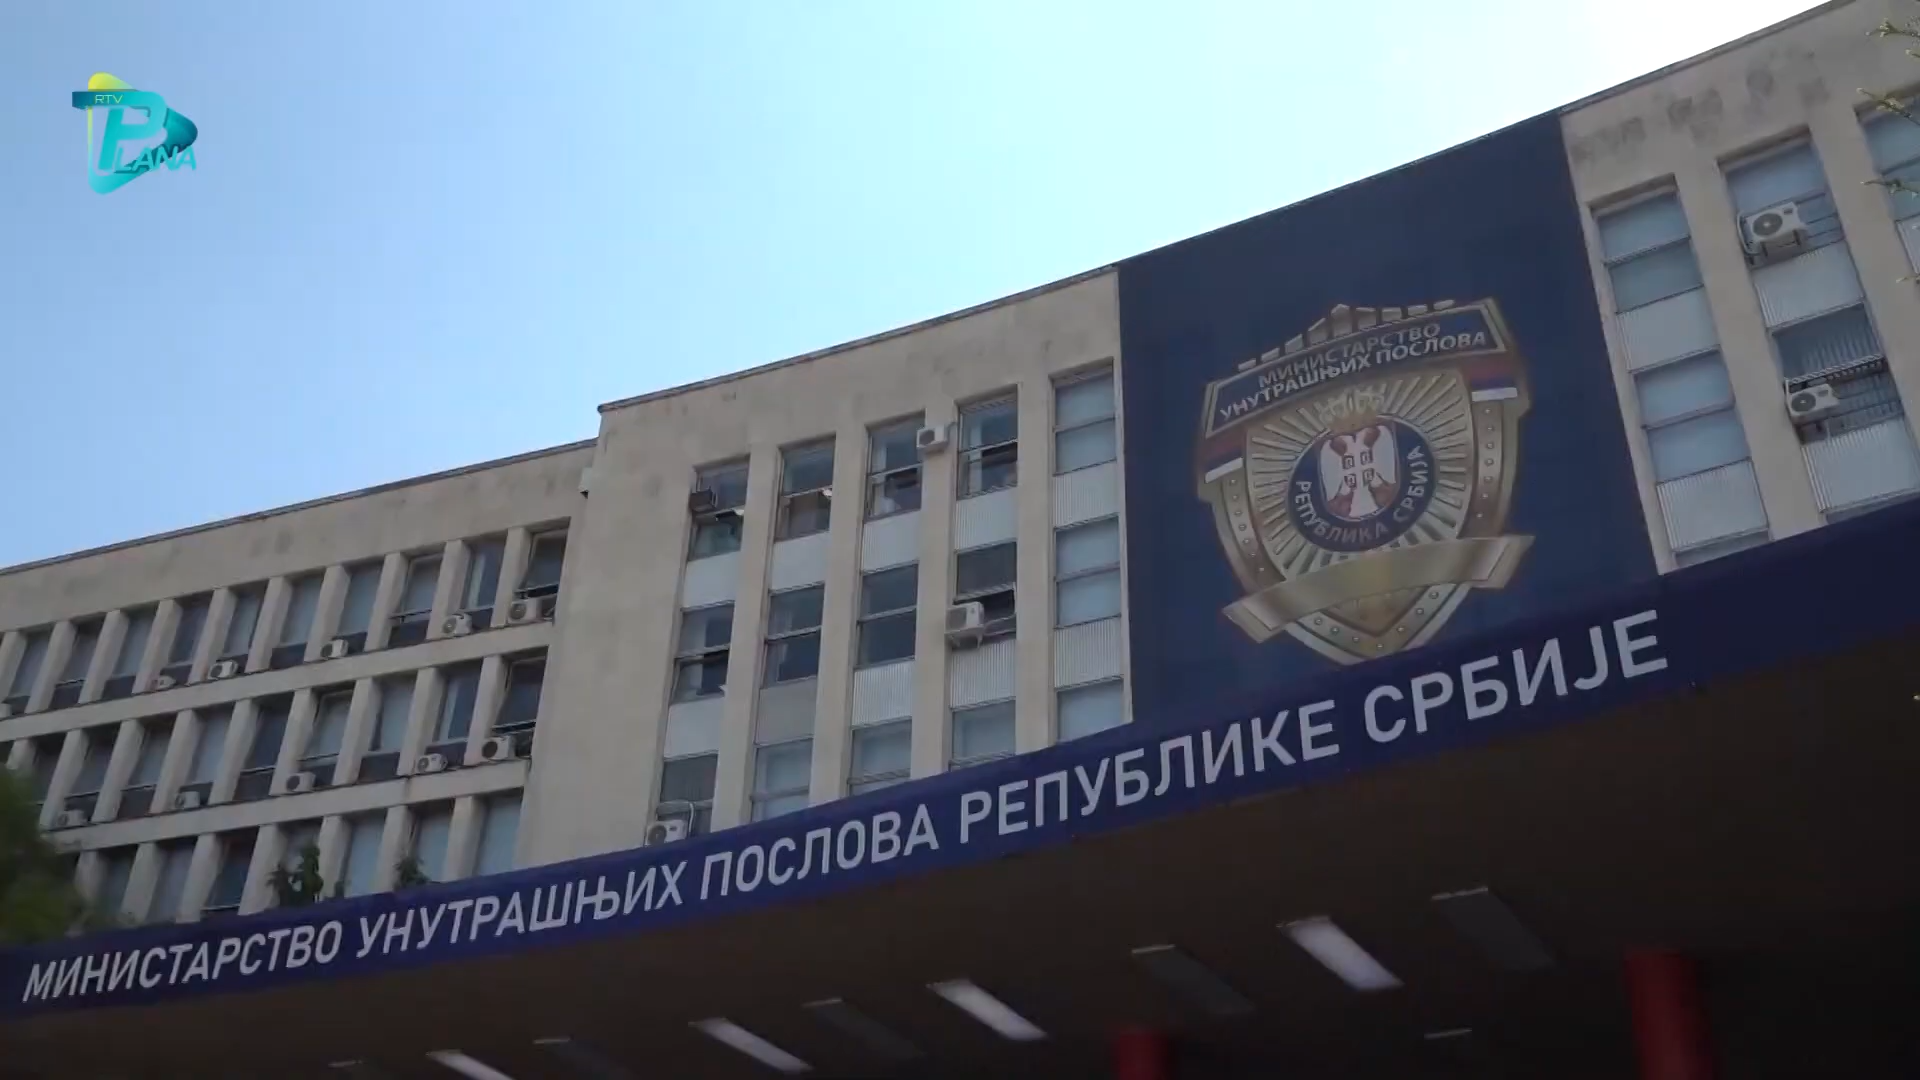 RTV
PLANA
МИНИСТАРСТВО
УНУТРАШЊИХ ПОСЛОВА
РЕПУБЛИКА СРБИЈА
МИНИСТАРСТВО УНУТРАШЊИХ ПОСЛОВА РЕПУБЛИКЕ СРБИЈЕ